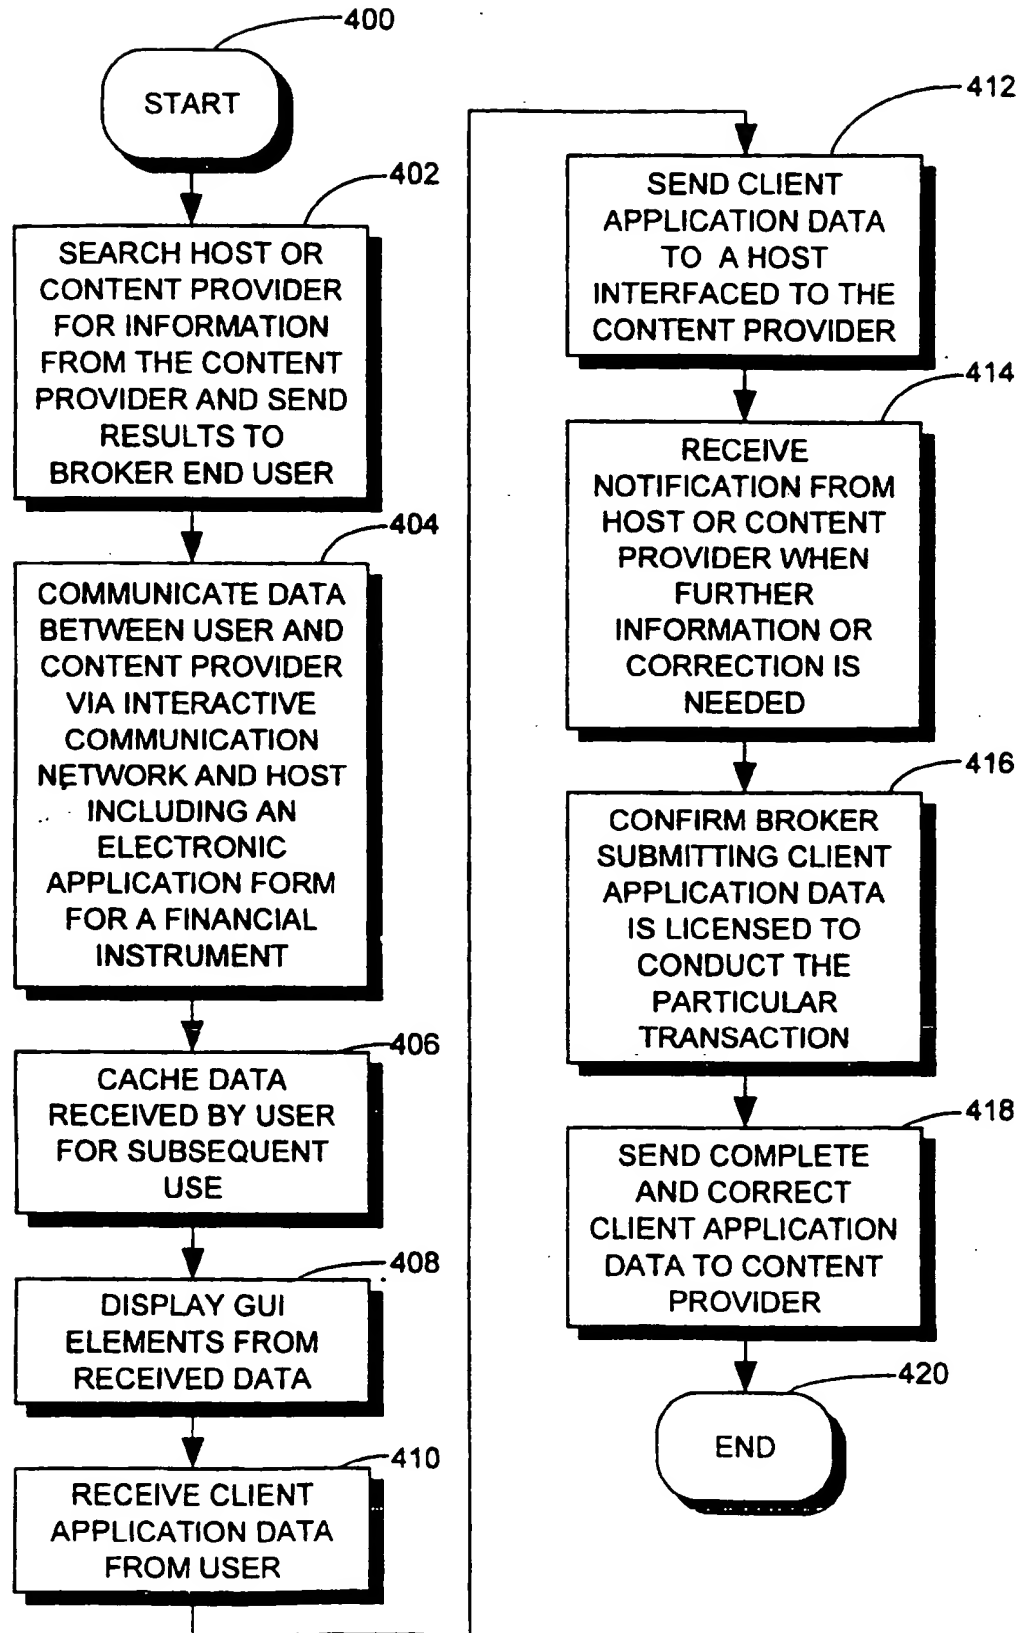 400
START
402
SEARCH HOST OR
CONTENT PROVIDER
FOR INFORMATION
FROM THE CONTENT
PROVIDER AND SEND
RESULTS TO
BROKER END USER
404
COMMUNICATE DATA
BETWEEN USER AND
CONTENT PROVIDER
VIA INTERACTIVE
COMMUNICATION
NETWORK AND HOST
INCLUDING AN
ELECTRONIC
APPLICATION FORM
FOR A FINANCIAL
INSTRUMENT
406
CACHE DATA
RECEIVED BY USER
FOR SUBSEQUENT
USE
408
DISPLAY GUI
ELEMENTS FROM
RECEIVED DATA
410
RECEIVE CLIENT
APPLICATION DATA
FROM USER
412
SEND CLIENT
APPLICATION DATA
TO A HOST
INTERFACED TO THE
CONTENT PROVIDER
414
RECEIVE
NOTIFICATION FROM
HOST OR CONTENT
PROVIDER WHEN
FURTHER
INFORMATION OR
CORRECTION IS
NEEDED
416
CONFIRM BROKER
SUBMITTING CLIENT
APPLICATION DATA
IS LICENSED TO
CONDUCT THE
PARTICULAR
TRANSACTION
418
SEND COMPLETE
AND CORRECT
CLIENT APPLICATION
DATA TO CONTENT
PROVIDER
420
END